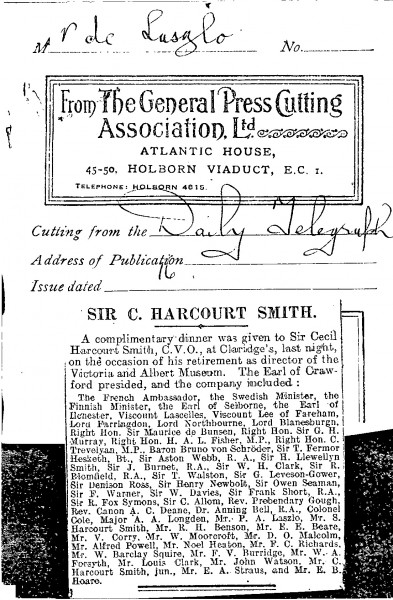 Mr de Laszlo No.
From The General Press Cutting
Association, Ltd.
ATLANTIC HOUSE,
45-50, HOLBORN VIADUCT, E.C. 1.
TELEPHONE: HOLBORN 4815.
Cutting from the Daily Telegraph
Address of Publication
Issue dated
SIR C. HARCOURT SMITH.
A complimentary dinner was given to Sir Cecil
Harcourt Smith, C.V.O., at Claridge's, last night,
on the occasion of his retirement as director of the
Victoria and Albert Museum. The Earl of Craw-
ford presided, and the company included:
The French Ambassador, the Swedish Minister, the
Finnish Minister, the Earl of Selborne, the Earl of
Ilchester, Viscount Lascelles, Viscount Lee of Fareham,
Lord Farringdon, Lord Northbourne, Lord Blanesburgh,
Right Hon. Sir Maurice de Bunsen, Right Hon. Sir G. H.
Murray, Right Hon. H. A. L. Fisher, M.P., Right Hon. C.
Trevelyan, M.P., Baron Bruno von Schröder, Sir T. Fermor
Hesketh, Bt., Sir Aston Webb, R.A., Sir H. Llewellyn
Smith, Sir J. Burnet, R.A., Sir W. H. Clark, Sir R.
Blomfield, R.A., Sir T. Walston, Sir G. Leveson-Gower,
Sir Denison Ross, Sir Henry Newbolt, Sir Owen Seaman,
Sir F. Warner, Sir W. Davies, Sir Frank Short, R.A.,
Sir R. Fox Symons, Sir C. Allom, Rev. Prebendary Gough,
Rev. Canon A. C. Deane, Dr. Anning Bell, R.A., Colonel
Cole, Major A. A. Longden, Mr. P. A. Laszlo, Mr. S.
Harcourt Smith, Mr. R. H. Benson, Mr. E. E. Beare,
Mr. V. Corry, Mr. W. Moorcroft, Mr. D. O. Malcolm,
Mr. Alfred Powell, Mr. Noel Heaton, Mr. F. C. Richards,
Mr. W. Barclay Squire, Mr. F. V. Burridge, Mr. W. A.
Forsyth, Mr. Louis Clark, Mr. John Watson, Mr. C.
Harcourt Smith, jun., Mr. E. A. Straus, and Mr. E. B.
Hoare.